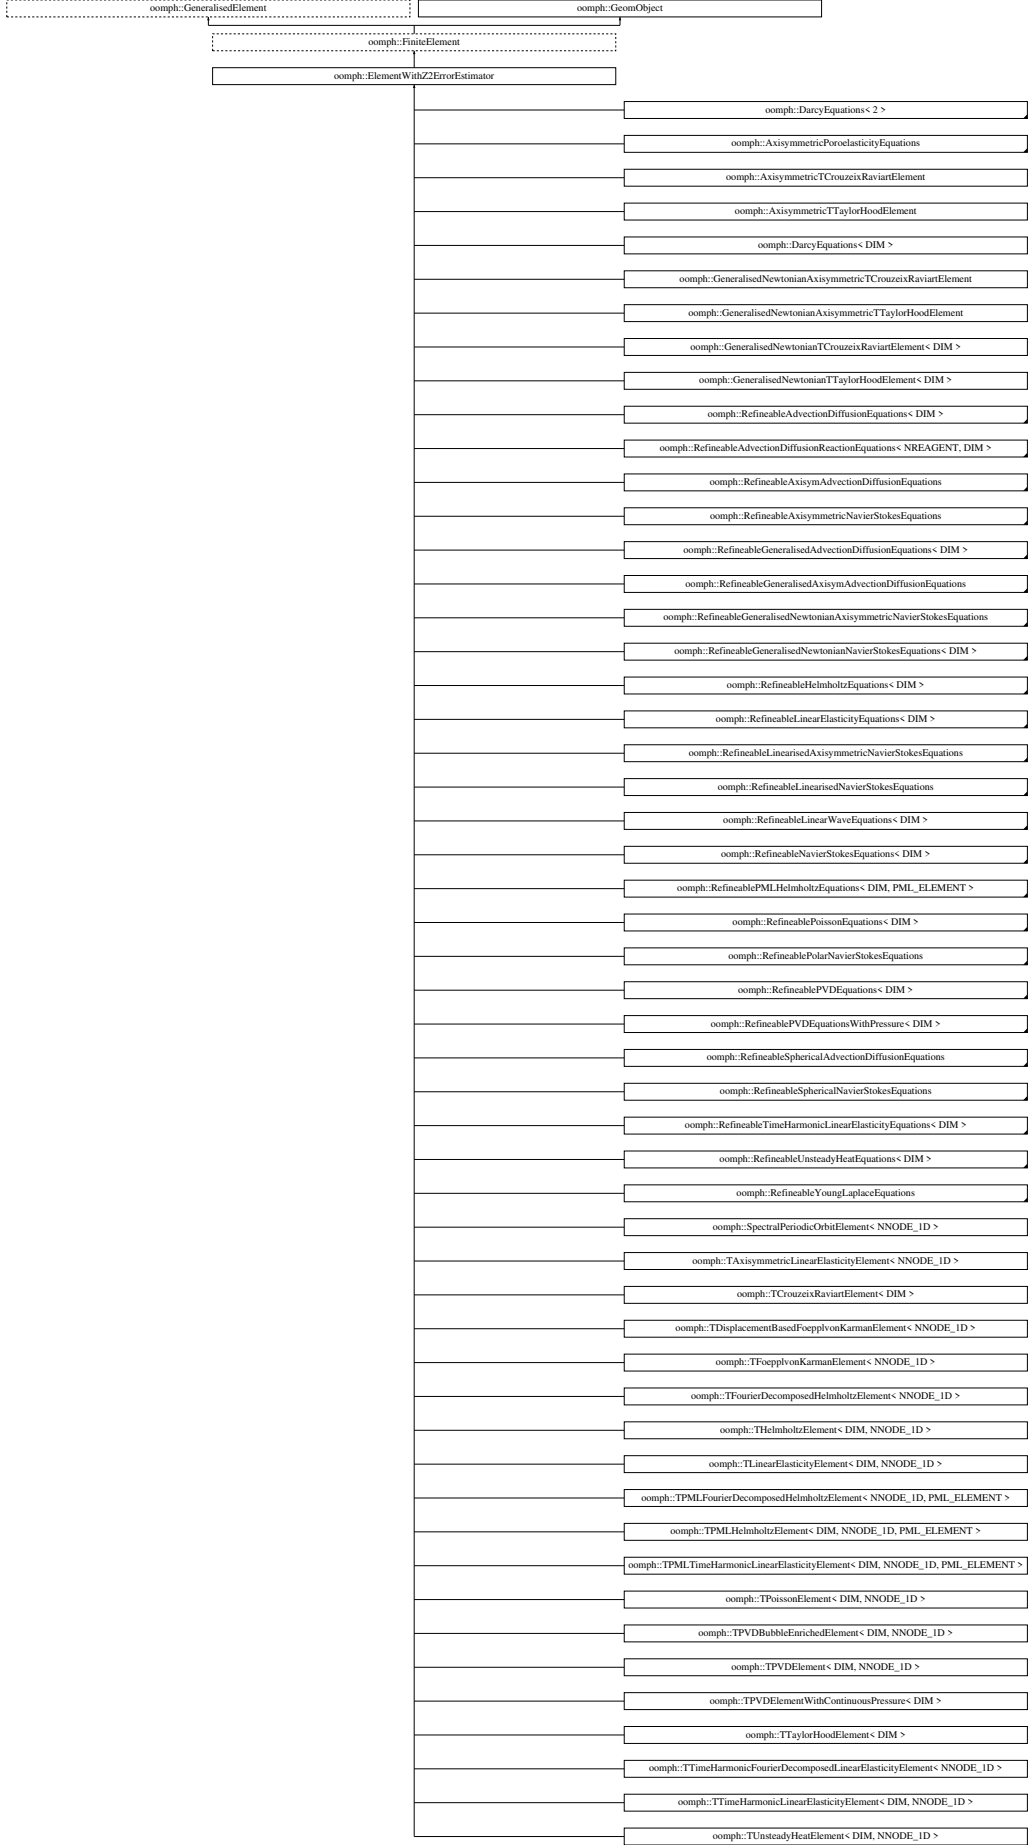 oomph::GeneralisedElement
oomph::GeomObject
oomph::FiniteElement
oomph::ElementWithZ2ErrorEstimator
oomph::DarcyEquations< 2 >
oomph::AxisymmetricPoroelasticityEquations
oomph::AxisymmetricTCrouzeixRaviartElement
oomph::AxisymmetricTTaylorHoodElement
oomph::DarcyEquations< DIM >
oomph::GeneralisedNewtonianAxisymmetricTCrouzeixRaviartElement
oomph::GeneralisedNewtonianAxisymmetricTTaylorHoodElement
oomph::GeneralisedNewtonianTCrouzeixRaviartElement< DIM >
oomph::GeneralisedNewtonianTTaylorHoodElement< DIM >
oomph::RefineableAdvectionDiffusionEquations< DIM >
oomph::RefineableAdvectionDiffusionReactionEquations< NREAGENT, DIM >
oomph::RefineableAxisymAdvectionDiffusionEquations
oomph::RefineableAxisymmetricNavierStokesEquations
oomph::RefineableGeneralisedAdvectionDiffusionEquations< DIM >
oomph::RefineableGeneralisedAxisymAdvectionDiffusionEquations
oomph::RefineableGeneralisedNewtonianAxisymmetricNavierStokesEquations
oomph::RefineableGeneralisedNewtonianNavierStokesEquations< DIM >
oomph::RefineableHelmholtzEquations< DIM >
oomph::RefineableLinearElasticityEquations< DIM >
oomph::RefineableLinearisedAxisymmetricNavierStokesEquations
oomph::RefineableLinearisedNavierStokesEquations
oomph::RefineableLinearWaveEquations< DIM >
oomph::RefineableNavierStokesEquations< DIM >
oomph::RefineablePMLHelmholtzEquations< DIM, PML_ELEMENT >
oomph::RefineablePoissonEquations< DIM >
oomph::RefineablePolarNavierStokesEquations
oomph::RefineablePVDEquations< DIM >
oomph::RefineablePVDEquationsWithPressure< DIM >
oomph::RefineableSphericalAdvectionDiffusionEquations
oomph::RefineableSphericalNavierStokesEquations
oomph::RefineableTimeHarmonicLinearElasticityEquations< DIM >
oomph::RefineableUnsteadyHeatEquations< DIM >
oomph::RefineableYoungLaplaceEquations
oomph::SpectralPeriodicOrbitElement< NNODE_1D >
oomph::TAxisymmetricLinearElasticityElement< NNODE_1D >
oomph::TCrouzeixRaviartElement< DIM >
oomph::TDisplacementBasedFoepplvonKarmanElement< NNODE_1D >
oomph::TFoepplvonKarmanElement< NNODE_1D >
oomph::TFourierDecomposedHelmholtzElement< NNODE_1D >
oomph::THelmholtzElement< DIM, NNODE_1D >
oomph::TLinearElasticityElement< DIM, NNODE_1D >
oomph::TPMLFourierDecomposedHelmholtzElement< NNODE_1D, PML_ELEMENT >
oomph::TPMLHelmholtzElement< DIM, NNODE_1D, PML_ELEMENT >
oomph::TPMLTimeHarmonicLinearElasticityElement< DIM, NNODE_1D, PML_ELEMENT >
oomph::TPoissonElement< DIM, NNODE_1D >
oomph::TPVDBubbleEnrichedElement< DIM, NNODE_1D >
oomph::TPVDElement< DIM, NNODE_1D >
oomph::TPVDElementWithContinuousPressure< DIM >
oomph::TTaylorHoodElement< DIM >
oomph::TTimeHarmonicFourierDecomposedLinearElasticityElement< NNODE_1D >
oomph::TTimeHarmonicLinearElasticityElement< DIM, NNODE_1D >
oomph::TUnsteadyHeatElement< DIM, NNODE_1D >